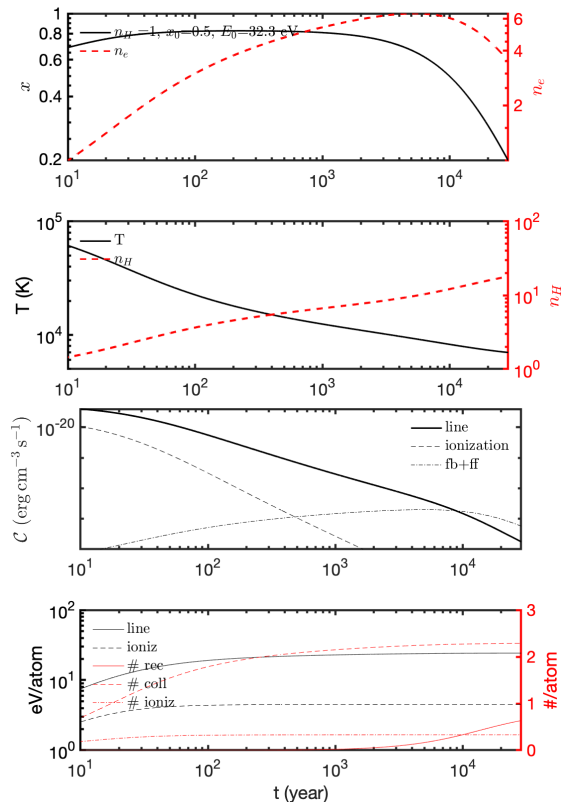 1
0.8
0.6
0.4
0.2
x
n_H =1, x_0=0.5, E_0=32.3 eV
n_e
6
4
2
n_e
10^1
10^2
10^3
10^4
10^5
10^4
T (K)
T
n_H
10^2
10^1
10^0
n_H
10^1
10^2
10^3
10^4
10^-20
C (erg cm^-3 s^-1)
line
ionization
fb+ff
10^1
10^2
10^3
10^4
10^2
10^1
10^0
eV/atom
line
ioniz
# rec
# coll
# ioniz
3
2
1
0
#/atom
10^1
10^2
10^3
10^4
t (year)